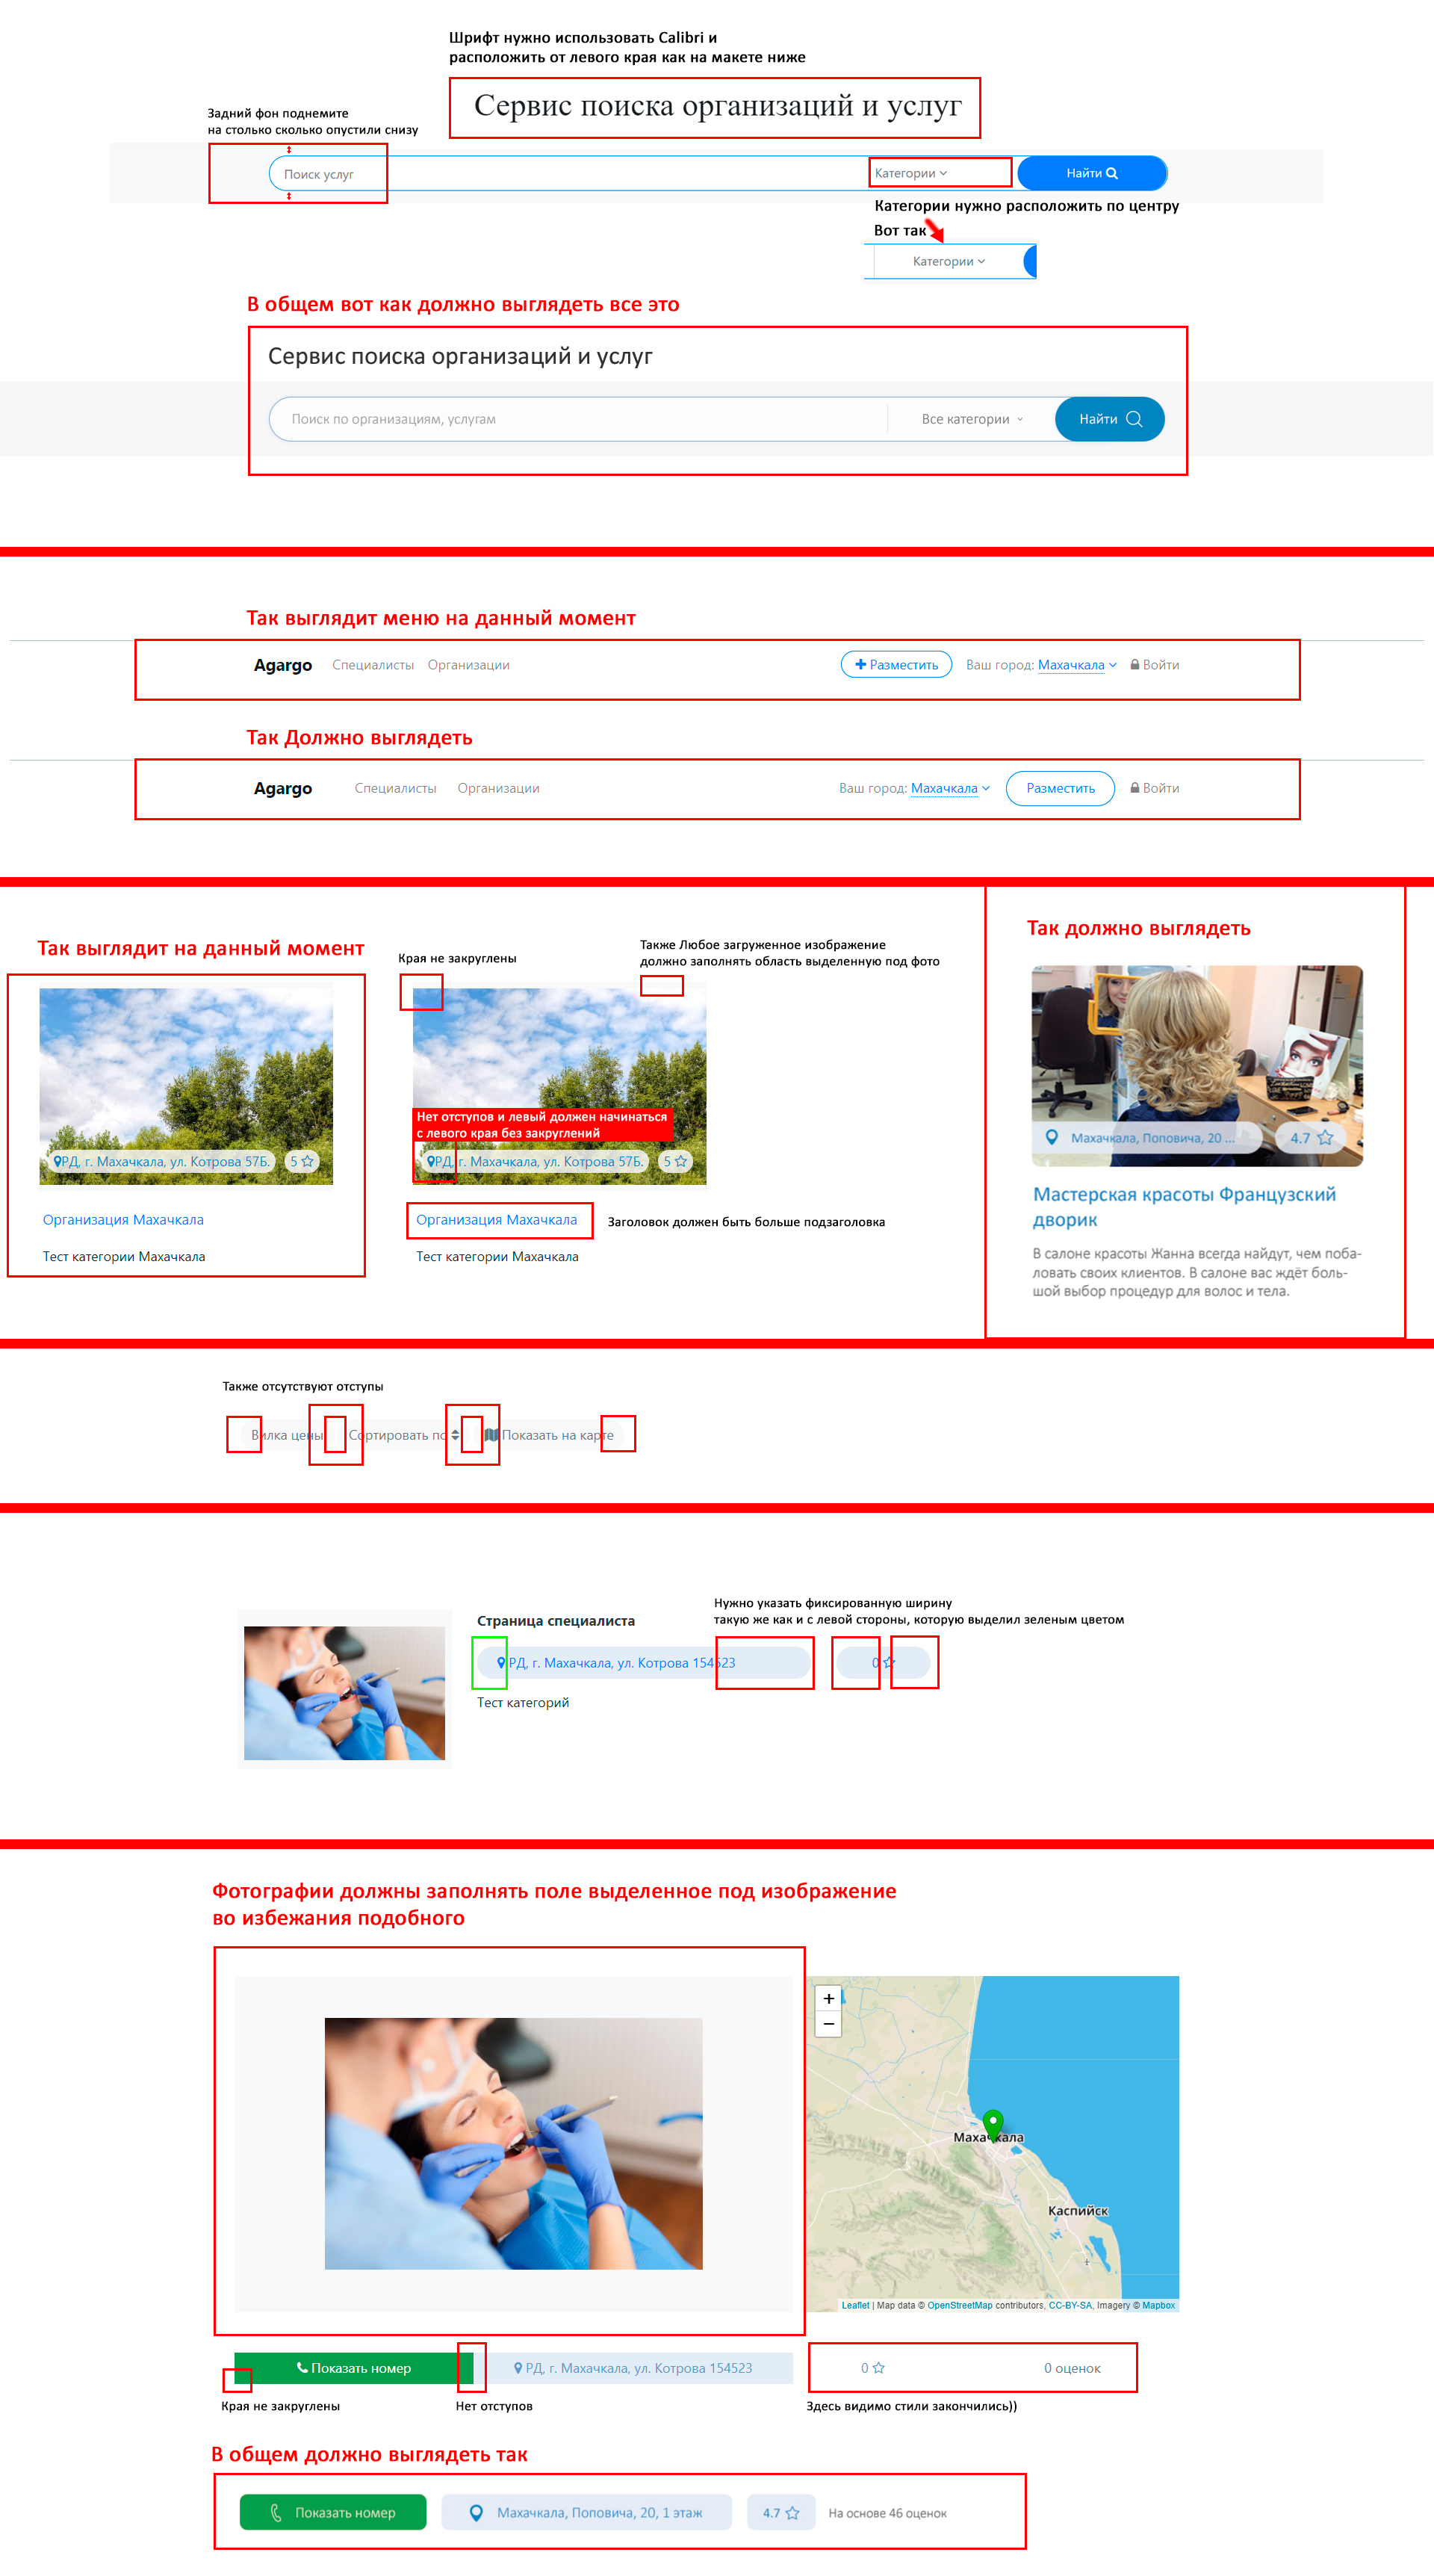 Шрифт нужно использовать Calibri и
расположить от левого края как на макете ниже
Сервис поиска организаций и услуг
Задний фон поднемите
на столько сколько опустили снизу
Поиск услуг
Категории
Найти
Категории нужно расположить по центру
Вот так
Категории
В общем вот как должно выглядеть все это
Сервис поиска организаций и услуг
Поиск по организациям, услугам
Все категории
Найти
Так выглядит меню на данный момент
Agargo Специалисты Организации
Разместить Ваш город: Махачкала Войти
Так Должно выглядеть
Agargo Специалисты Организации
Ваш город: Махачкала Разместить Войти
Так выглядит на данный момент
РД, г. Махачкала, ул. Котрова 57Б. 5
Организация Махачкала
Тест категории Махачкала
Края не закруглены
Также Любое загруженное изображение
должно заполнять область выделенную под фото
Нет отступов и левый должен начинаться
с левого края без закруглений
РД, г. Махачкала, ул. Котрова 57Б. 5
Организация Махачкала
Заголовок должен быть больше подзаголовка
Тест категории Махачкала
Так должно выглядеть
Махачкала, Поповича, 20 ... 4.7
Мастерская красоты Французский
дворик
В салоне красоты Жанна всегда найдут, чем поба-
ловать своих клиентов. В салоне вас ждёт боль-
шой выбор процедур для волос и тела.
Также отсутствуют отступы
Вилка цены Сортировать по Показать на карте
Нужно указать фиксированную ширину
такую же как и с левой стороны, которую выделил зеленым цветом
Страница специалиста
РД, г. Махачкала, ул. Котрова 154523 0
Тест категорий
Фотографии должны заполнять поле выделенное под изображение
во избежания подобного
+
−
Махачкала
Каспийск
Leaflet | Map data © OpenStreetMap contributors, CC-BY-SA, Imagery © Mapbox
Показать номер
РД, г. Махачкала, ул. Котрова 154523
0
0 оценок
Края не закруглены
Нет отступов
Здесь видимо стили закончились))
В общем должно выглядеть так
Показать номер
Махачкала, Поповича, 20, 1 этаж
4.7
На основе 46 оценок